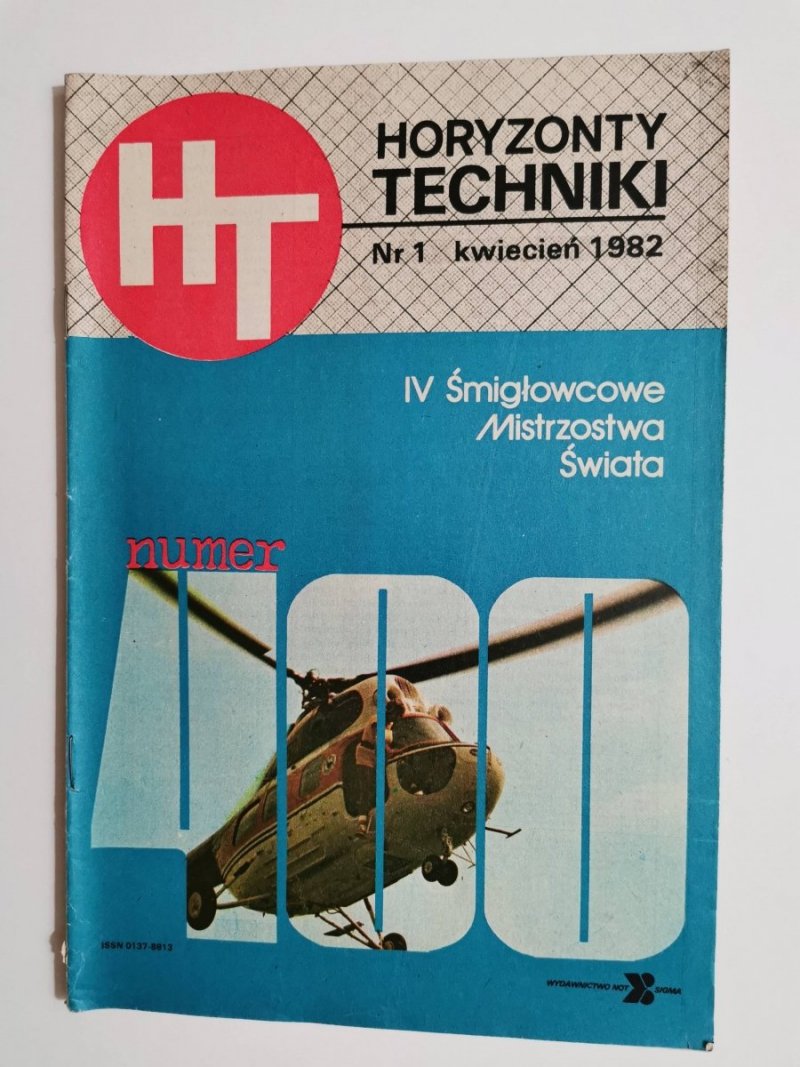 HT
HORYZONTY
TECHNIKI
Nr 1 kwiecień 1982
IV Śmigłowcowe
Mistrzostwa
Świata
numer
400
ISSN 0137-8813
WYDAWNICTWO NOT SIGMA